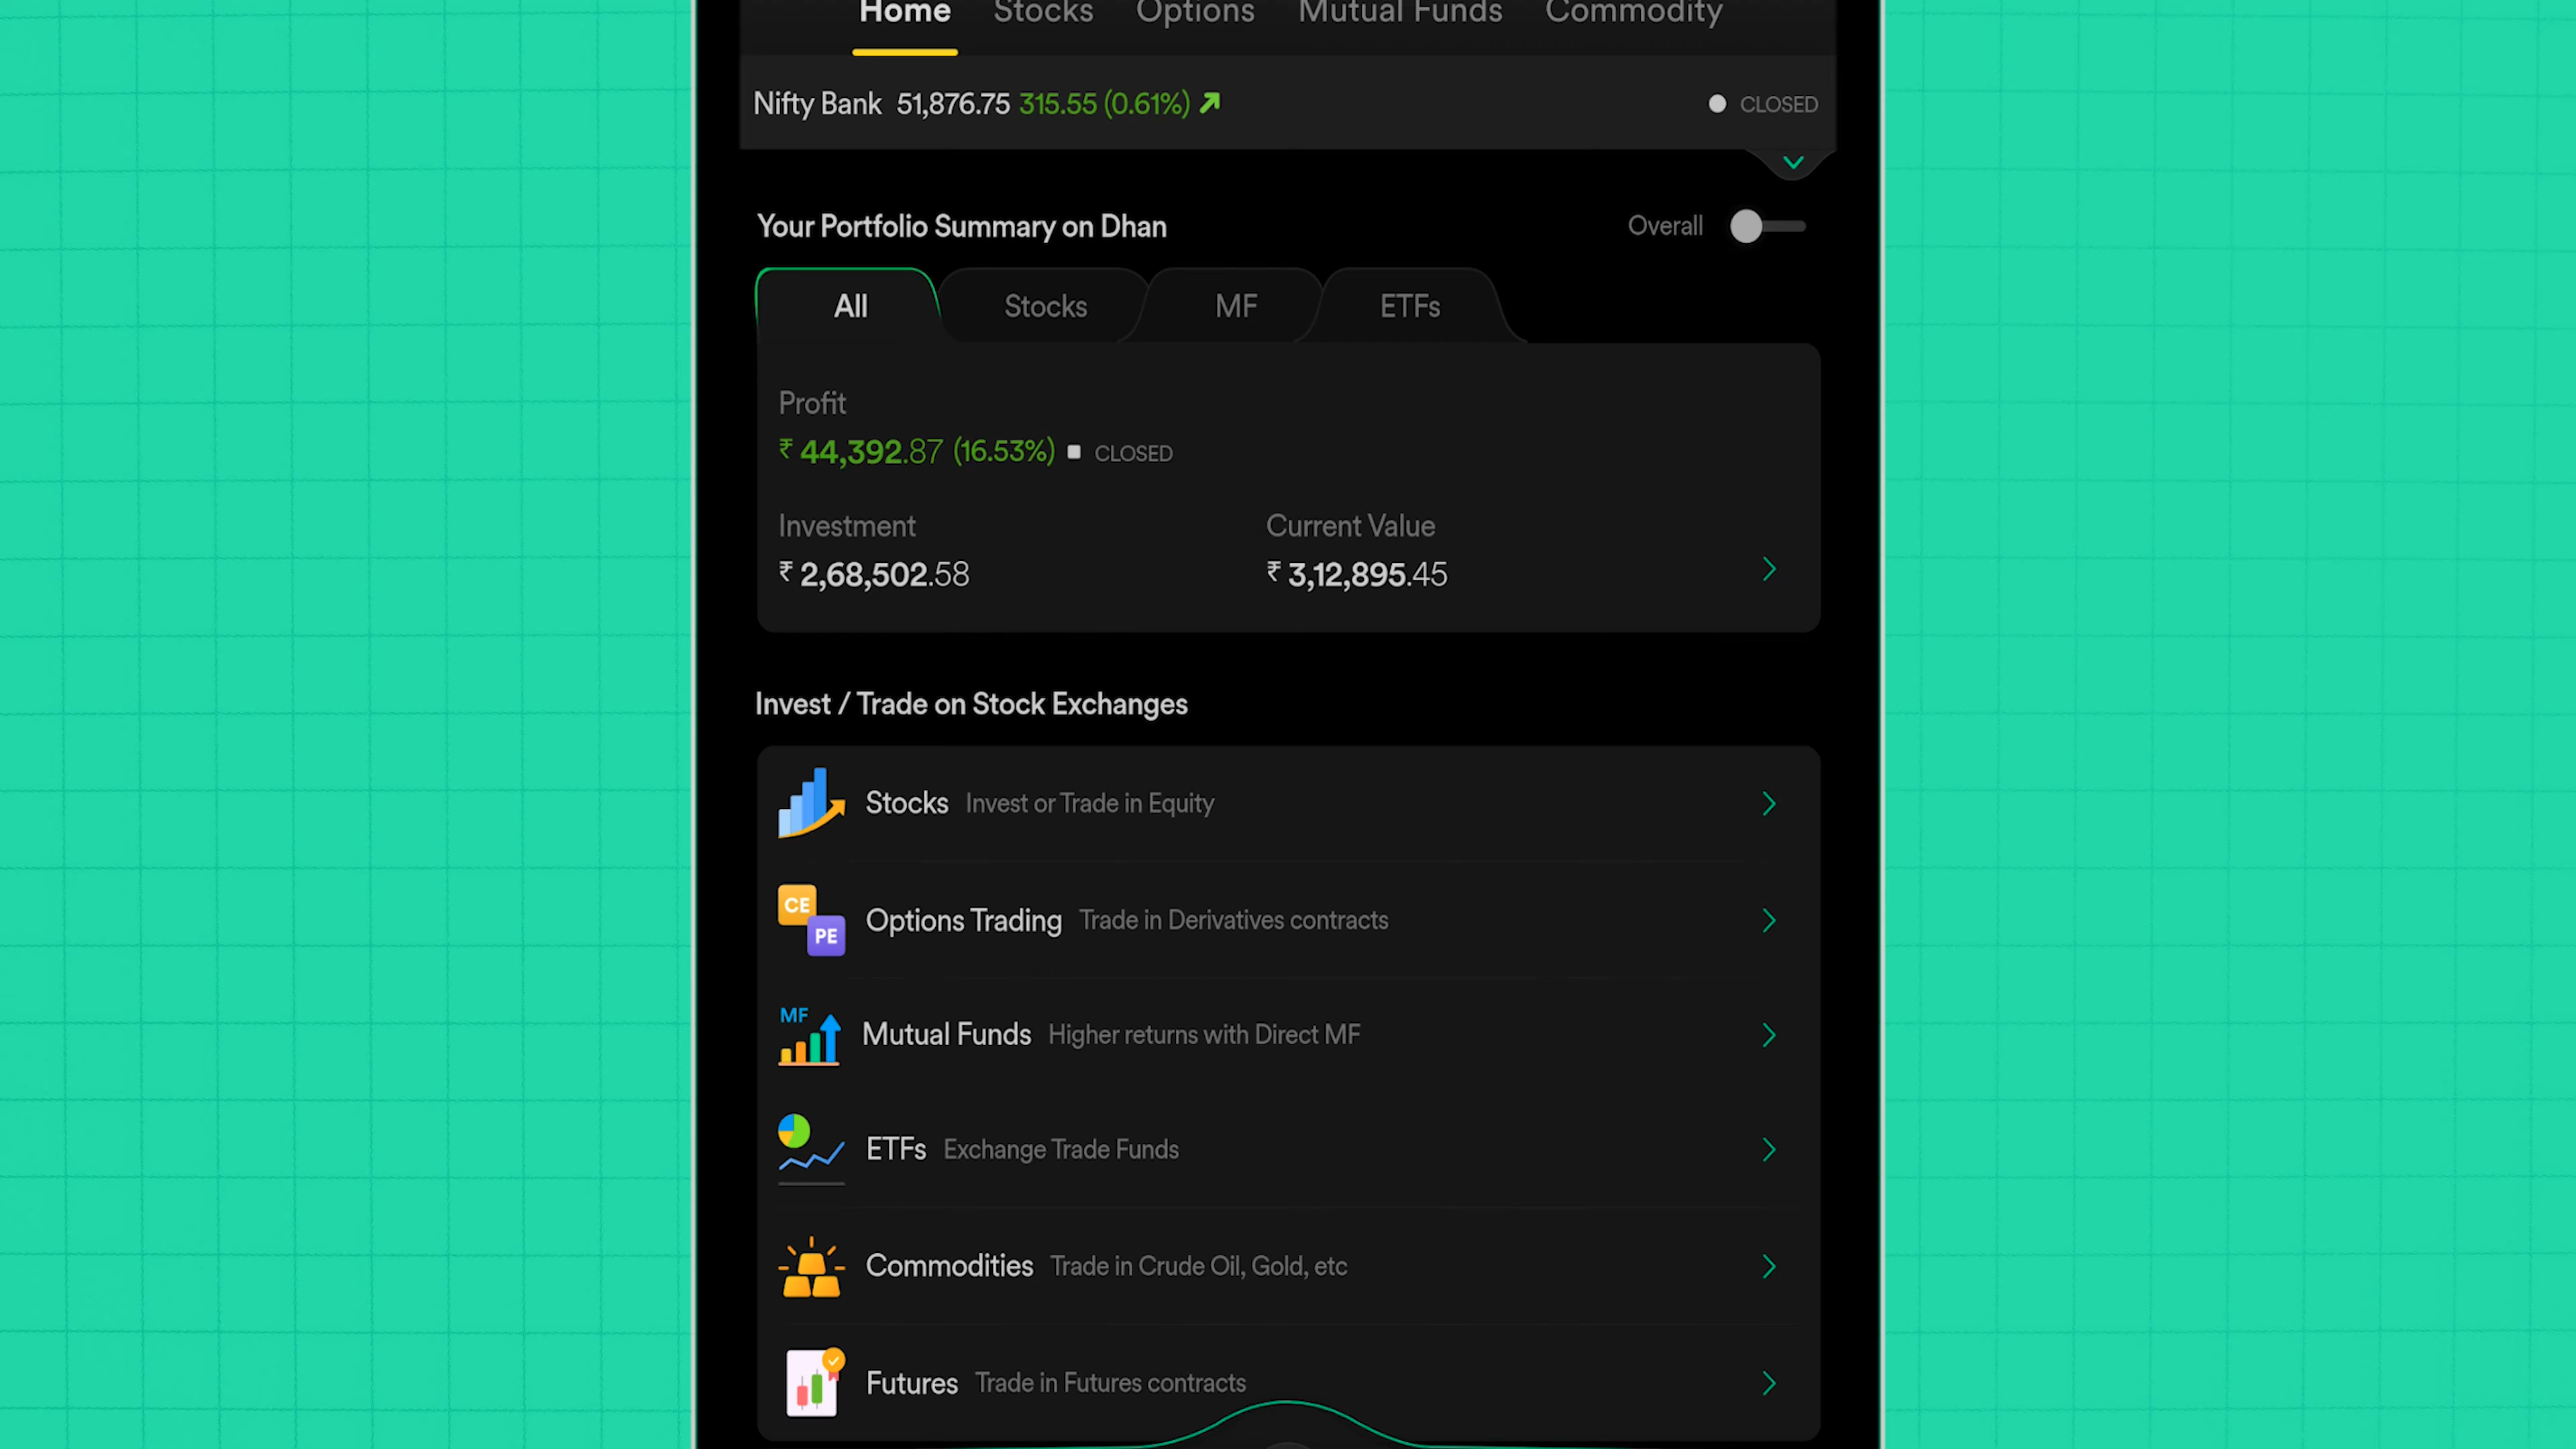 Home Stocks Options Mutual Funds Commodity
Nifty Bank 51,876.75 315.55 (0.61%) CLOSED
Your Portfolio Summary on Dhan Overall
All Stocks MF ETFs
Profit
₹ 44,392.87 (16.53%) CLOSED
Investment Current Value
₹ 2,68,502.58 ₹ 3,12,895.45
Invest / Trade on Stock Exchanges
Stocks Invest or Trade in Equity
CE
PE
Options Trading Trade in Derivatives contracts
MF
Mutual Funds Higher returns with Direct MF
ETFs Exchange Trade Funds
Commodities Trade in Crude Oil, Gold, etc
Futures Trade in Futures contracts